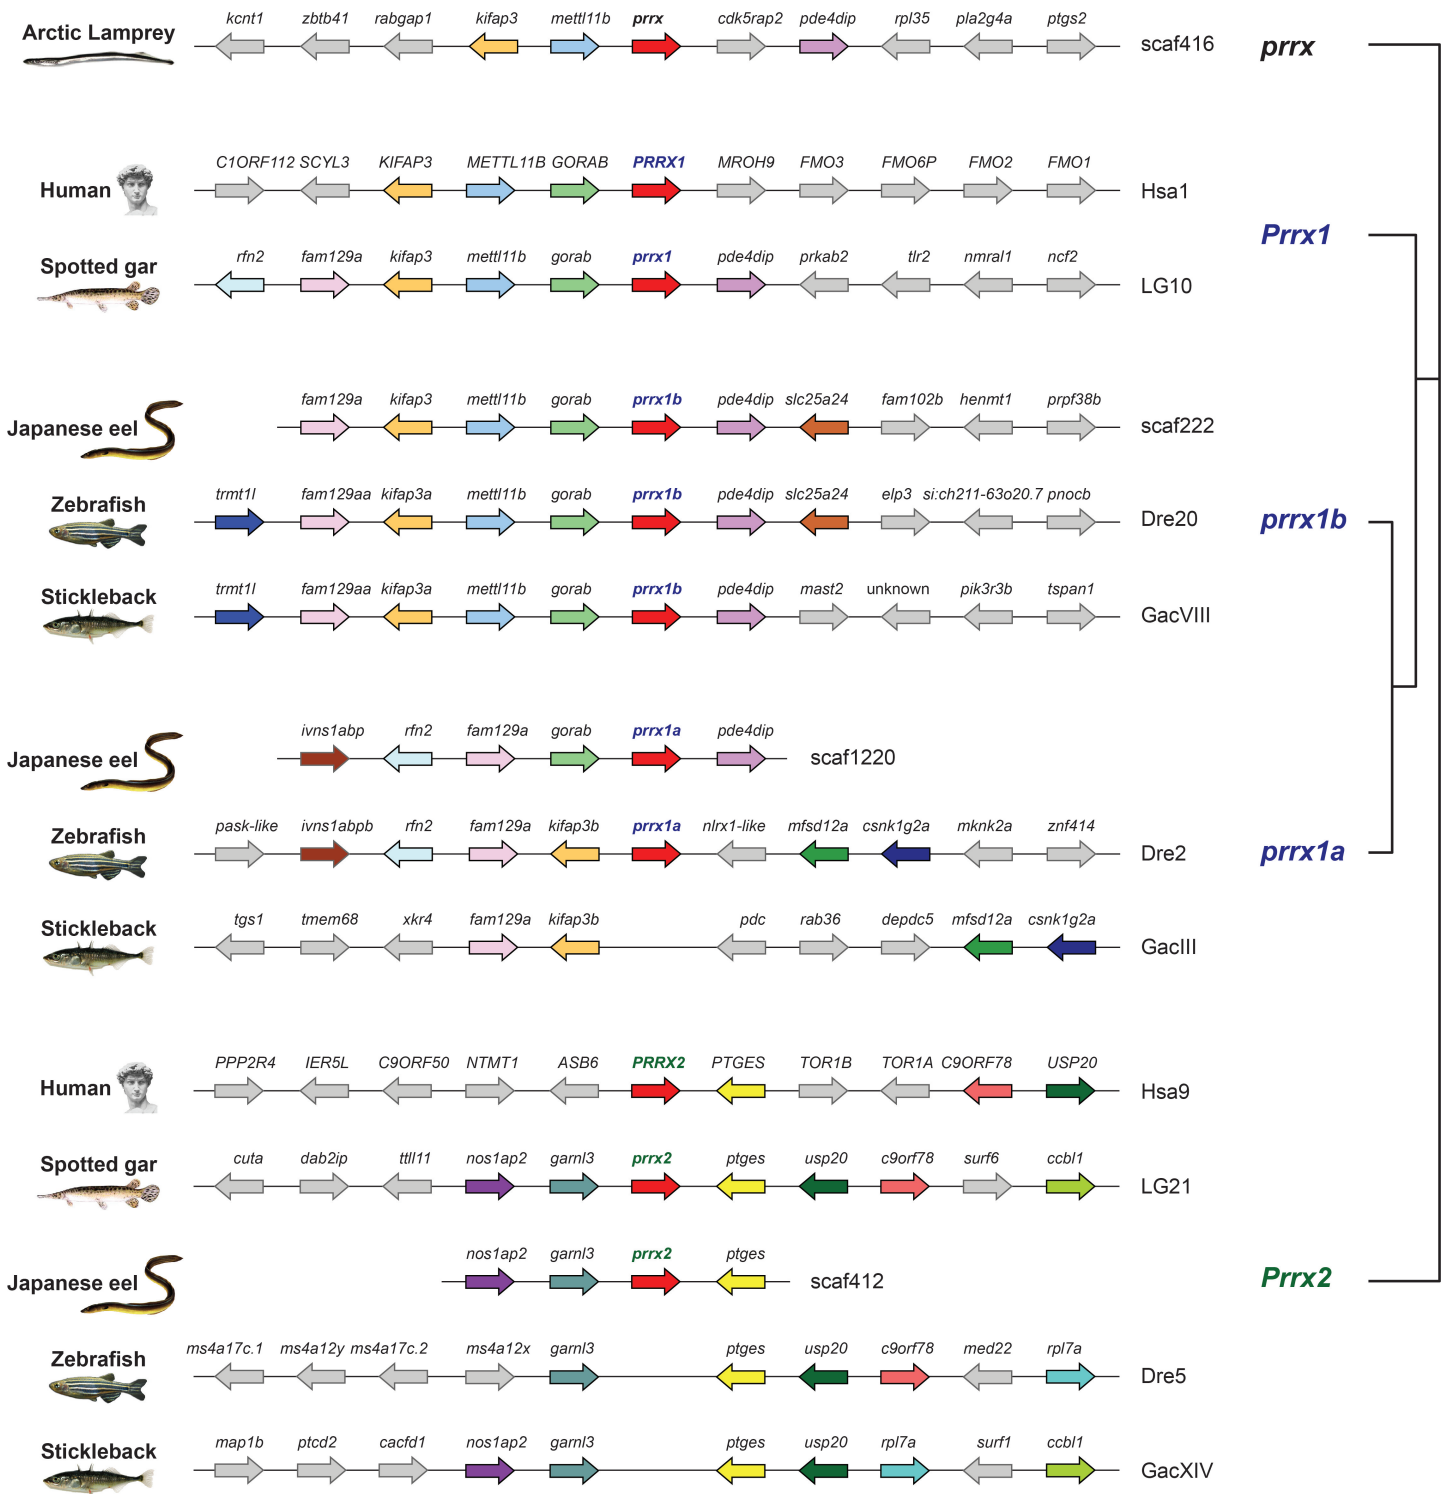 kcnt1 zbtb41 rabgap1 kifap3 mettl11b prrx cdk5rap2 pde4dip rpl35 pla2g4a ptgs2
Arctic Lamprey scaf416 prrx
C1ORF112 SCYL3 KIFAP3 METTL11B GORAB PRRX1 MROH9 FMO3 FMO6P FMO2 FMO1
Human Hsa1
Prrx1
rfn2 fam129a kifap3 mettl11b gorab prrx1 pde4dip prkab2 tlr2 nmral1 ncf2
Spotted gar LG10
fam129a kifap3 mettl11b gorab prrx1b pde4dip slc25a24 fam102b henmt1 prpf38b
Japanese eel scaf222
trmt1l fam129aa kifap3a mettl11b gorab prrx1b pde4dip slc25a24 elp3 si:ch211-63o20.7 pnocb
Zebrafish Dre20 prrx1b
trmt1l fam129aa kifap3a mettl11b gorab prrx1b pde4dip mast2 unknown pik3r3b tspan1
Stickleback GacVIII
ivns1abp rfn2 fam129a gorab prrx1a pde4dip
Japanese eel scaf1220
pask-like ivns1abpb rfn2 fam129a kifap3b prrx1a nlrx1-like mfsd12a csnk1g2a mknk2a znf414
Zebrafish Dre2 prrx1a
tgs1 tmem68 xkr4 fam129a kifap3b pdc rab36 depdc5 mfsd12a csnk1g2a
Stickleback GacIII
PPP2R4 IER5L C9ORF50 NTMT1 ASB6 PRRX2 PTGES TOR1B TOR1A C9ORF78 USP20
Human Hsa9
cuta dab2ip ttll11 nos1ap2 garnl3 prrx2 ptges usp20 c9orf78 surf6 ccbl1
Spotted gar LG21
nos1ap2 garnl3 prrx2 ptges
Japanese eel scaf412 Prrx2
ms4a17c.1 ms4a12y ms4a17c.2 ms4a12x garnl3 ptges usp20 c9orf78 med22 rpl7a
Zebrafish Dre5
map1b ptcd2 cacfd1 nos1ap2 garnl3 ptges usp20 rpl7a surf1 ccbl1
Stickleback GacXIV